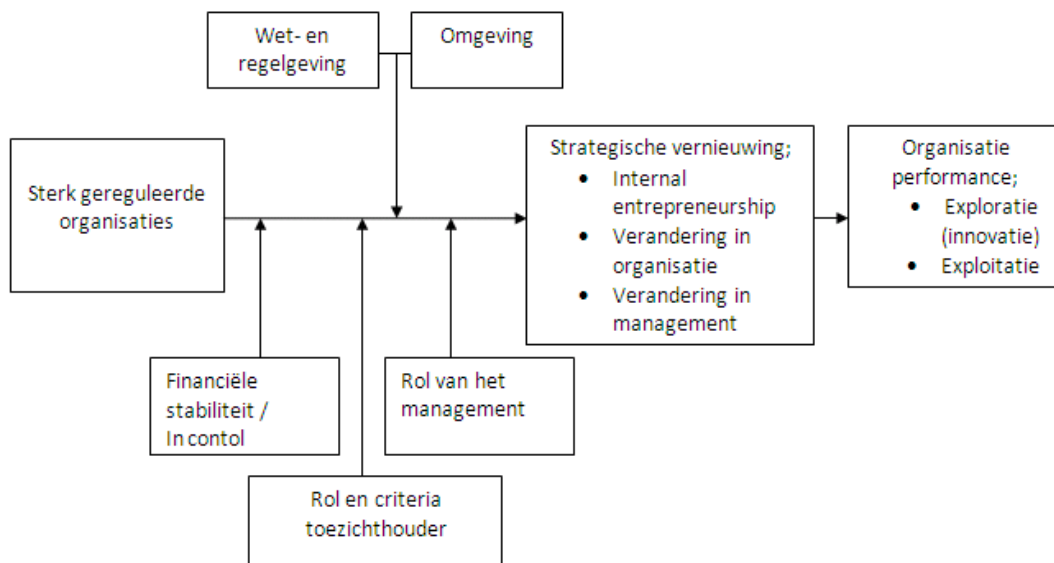 Wet- en
regelgeving
Omgeving
Sterk gereguleerde
organisaties
Strategische vernieuwing;
• Internal
entrepreneurship
• Verandering in
organisatie
• Verandering in
management
Organisatie
performance;
• Exploratie
(innovatie)
• Exploitatie
Financiële
stabiliteit /
In contol
Rol van het
management
Rol en criteria
toezichthouder